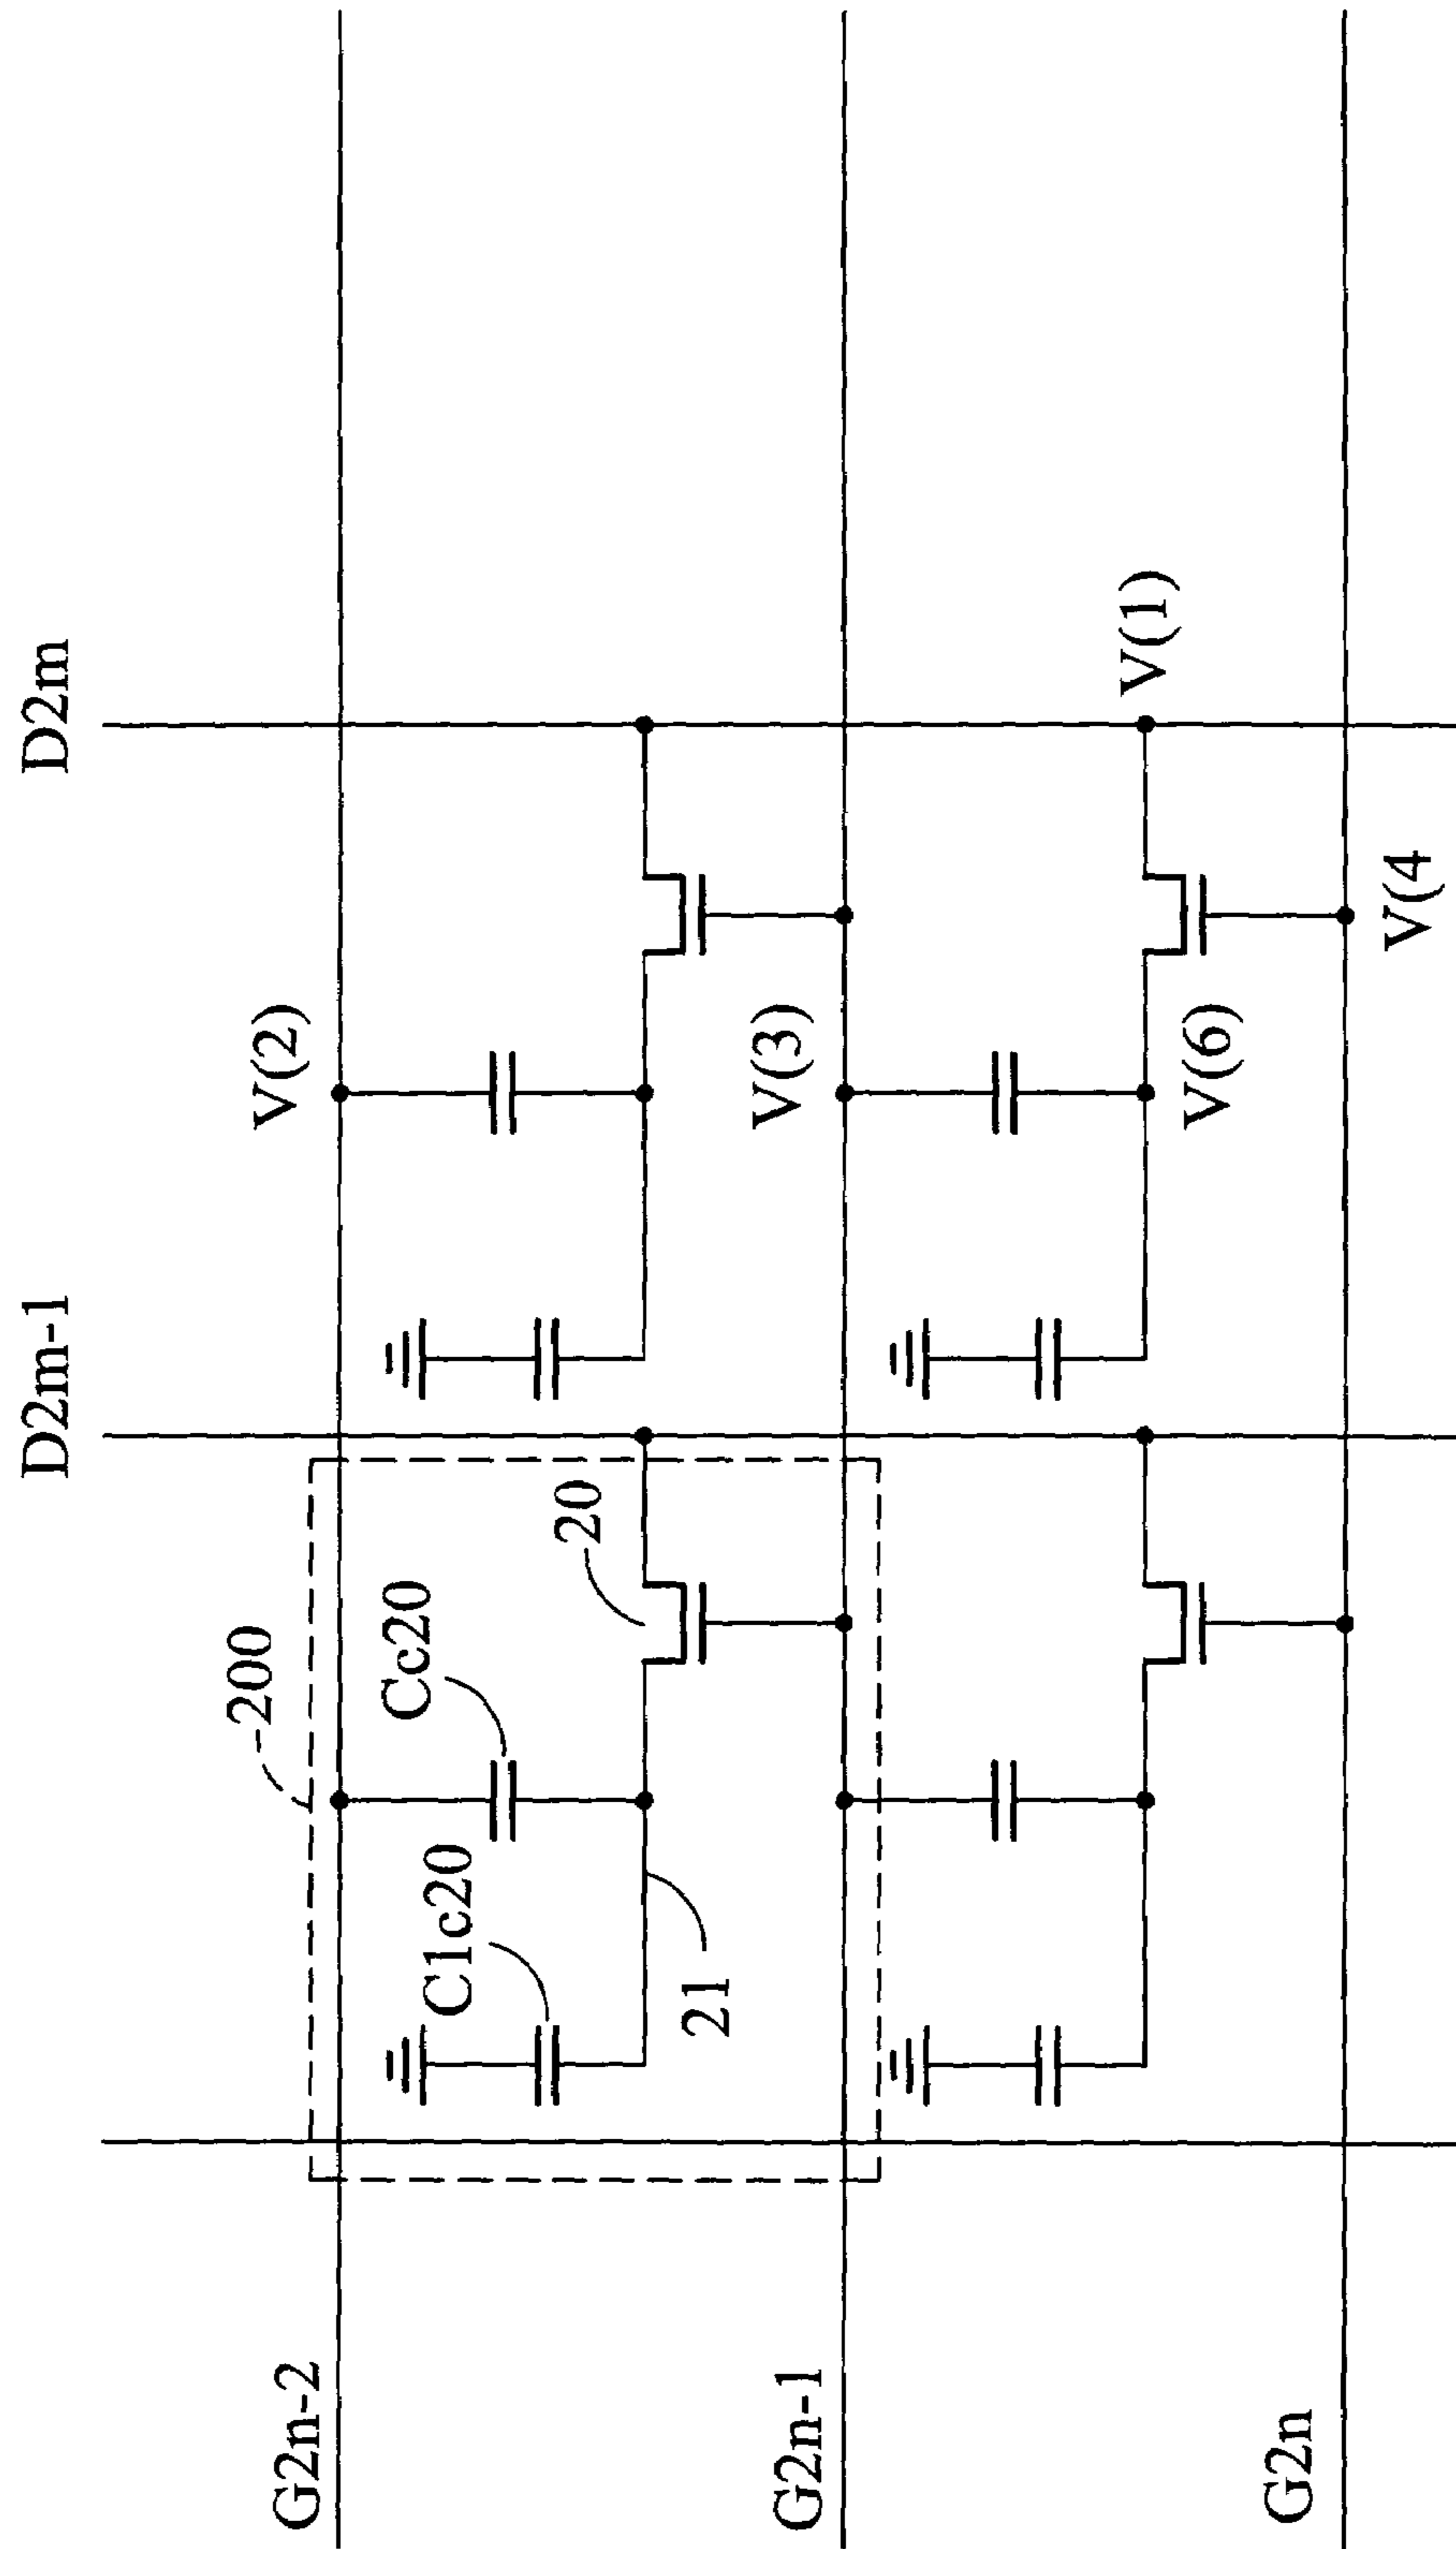 D2m-1
D2m
G2n-2
200
V(2)
C1c20
Cc20
20
21
G2n-1
V(3)
V(1)
V(6)
G2n
V(4